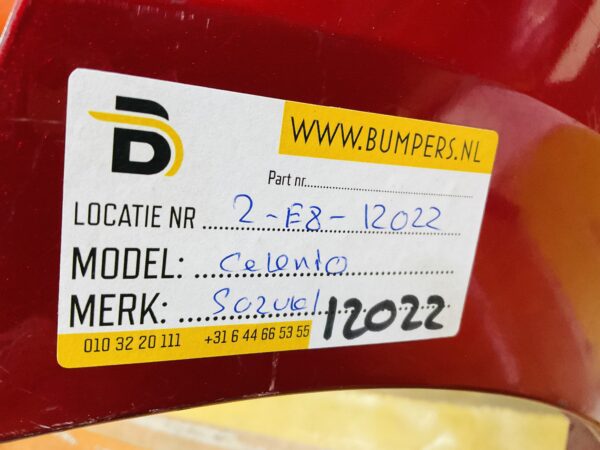 WWW.BUMPERS.NL
Part nr.
LOCATIE NR 2-E8-12022
MODEL: Celerio
MERK: Suzuki
12022
010 32 20 111 +31 6 44 66 53 55